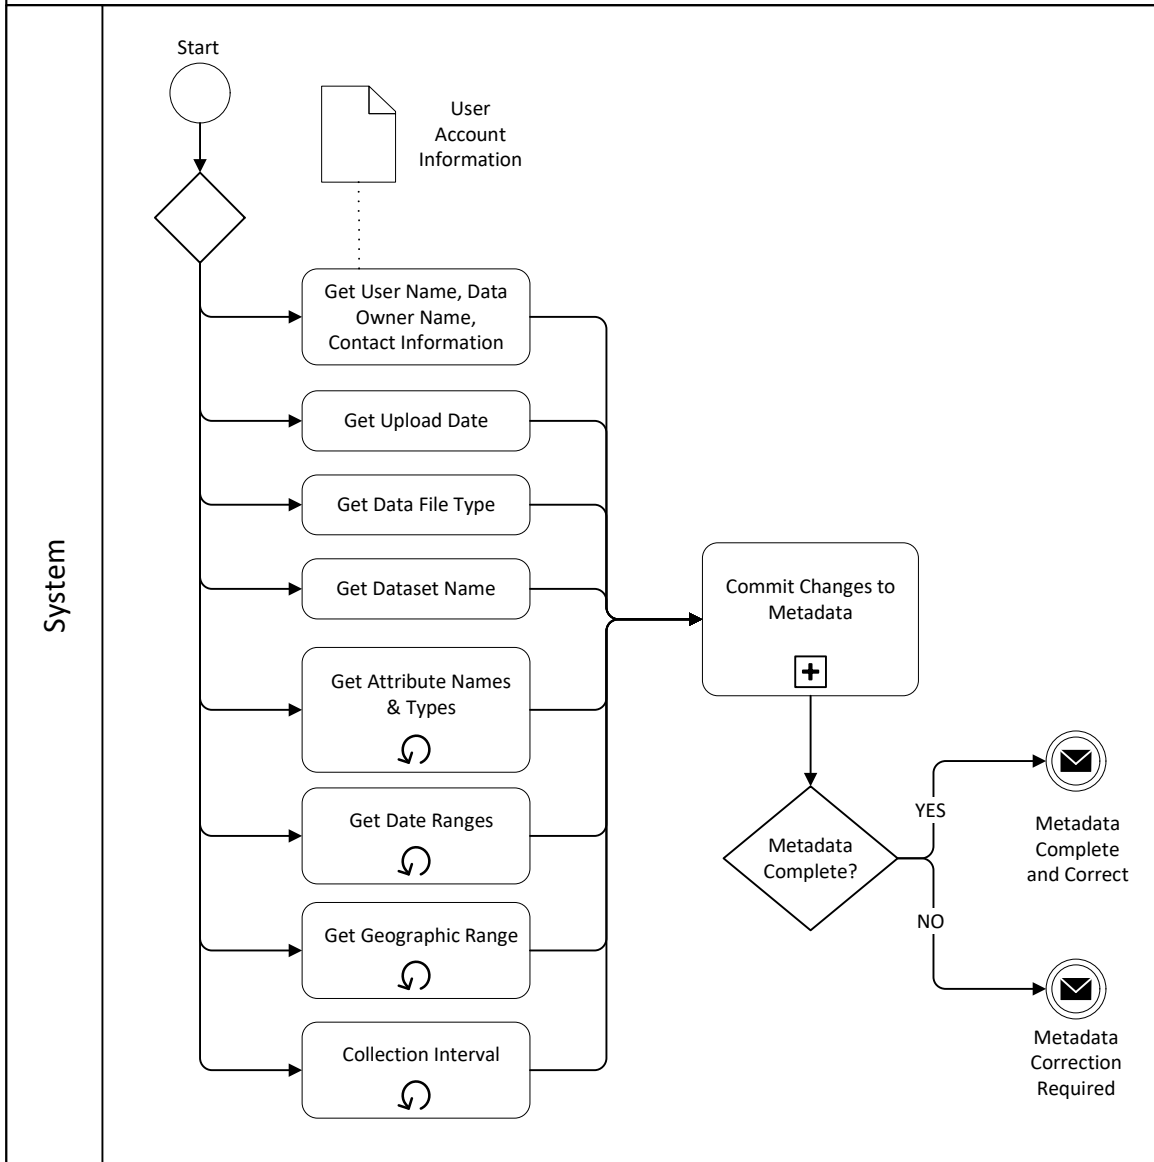 System
Start
User
Account
Information
Get User Name, Data
Owner Name,
Contact Information
Get Upload Date
Get Data File Type
Get Dataset Name
Get Attribute Names
& Types
Get Date Ranges
Get Geographic Range
Collection Interval
Commit Changes to
Metadata
Metadata
Complete?
YES
NO
Metadata
Complete
and Correct
Metadata
Correction
Required